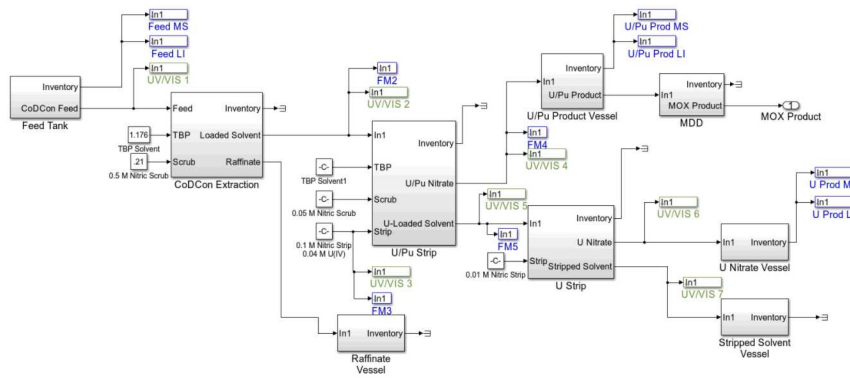 In1
Feed MS
In1
Feed LI
In1
UV/VIS 1
Inventory
CoDCon Feed
Feed Tank
1.176
TBP Solvent
.21
0.5 M Nitric Scrub
Feed
TBP
Scrub
Inventory
Loaded Solvent
Raffinate
CoDCon Extraction
In1
FM2
In1
UV/VIS 2
-C-
TBP Solvent1
-C-
0.05 M Nitric Scrub
-C-
0.1 M Nitric Strip
0.04 M U(IV)
In1
TBP
Scrub
Strip
Inventory
U/Pu Nitrate
U-Loaded Solvent
U/Pu Strip
In1
UV/VIS 3
In1
FM3
In1
Inventory
Raffinate
Vessel
In1
U/Pu Prod MS
In1
U/Pu Prod LI
In1
Inventory
U/Pu Product
U/Pu Product Vessel
In1
Inventory
MOX Product
MDD
1
MOX Product
In1
FM4
In1
UV/VIS 4
In1
UV/VIS 5
In1
FM5
-C-
0.01 M Nitric Strip
In1
Strip
Inventory
U Nitrate
Stripped Solvent
U Strip
In1
UV/VIS 6
In1
U Prod M
In1
U Prod L
In1
Inventory
U Nitrate Vessel
In1
UV/VIS 7
In1
Inventory
Stripped Solvent
Vessel